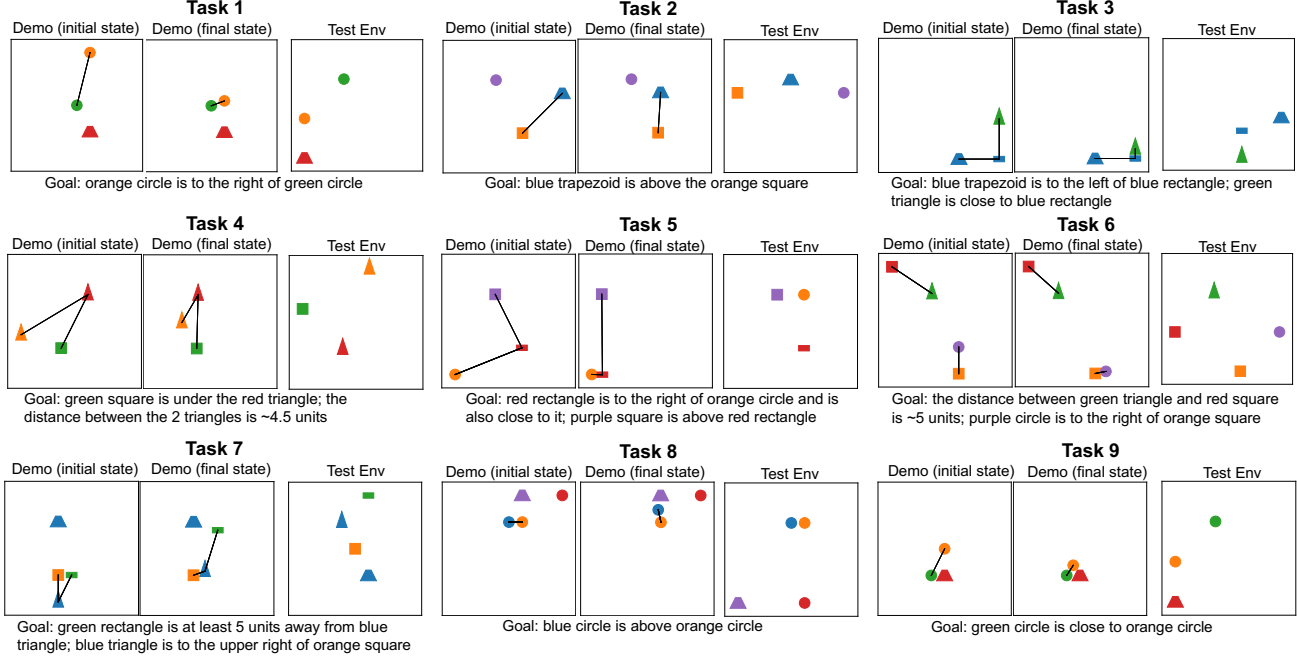 Task 1
Demo (initial state) Demo (final state) Test Env
Goal: orange circle is to the right of green circle
Task 2
Demo (initial state) Demo (final state) Test Env
Goal: blue trapezoid is above the orange square
Task 3
Demo (initial state) Demo (final state) Test Env
Goal: blue trapezoid is to the left of blue rectangle; green
triangle is close to blue rectangle
Task 4
Demo (initial state) Demo (final state) Test Env
Goal: green square is under the red triangle; the
distance between the 2 triangles is ~4.5 units
Task 5
Demo (initial state) Demo (final state) Test Env
Goal: red rectangle is to the right of orange circle and is
also close to it; purple square is above red rectangle
Task 6
Demo (initial state) Demo (final state) Test Env
Goal: the distance between green triangle and red square
is ~5 units; purple circle is to the right of orange square
Task 7
Demo (initial state) Demo (final state) Test Env
Goal: green rectangle is at least 5 units away from blue
triangle; blue triangle is to the upper right of orange square
Task 8
Demo (initial state) Demo (final state) Test Env
Goal: blue circle is above orange circle
Task 9
Demo (initial state) Demo (final state) Test Env
Goal: green circle is close to orange circle